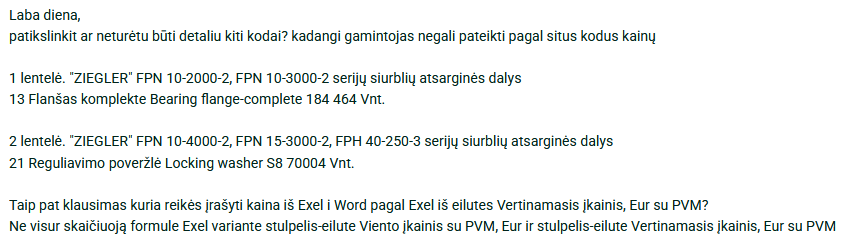 Laba diena,
patikslinkit ar neturėtu būti detaliu kiti kodai? kadangi gamintojas negali pateikti pagal situs kodus kainų
1 lentelė. "ZIEGLER" FPN 10-2000-2, FPN 10-3000-2 serijų siurblių atsarginės dalys
13 Flanšas komplekte Bearing flange-complete 184 464 Vnt.
2 lentelė. "ZIEGLER" FPN 10-4000-2, FPN 15-3000-2, FPH 40-250-3 serijų siurblių atsarginės dalys
21 Reguliavimo poveržlė Locking washer S8 70004 Vnt.
Taip pat klausimas kuria reikės įrašyti kaina iš Exel i Word pagal Exel iš eilutes Vertinamasis įkainis, Eur su PVM?
Ne visur skaičiuoją formule Exel variante stulpelis-eilute Viento įkainis su PVM, Eur ir stulpelis-eilute Vertinamasis įkainis, Eur su PVM